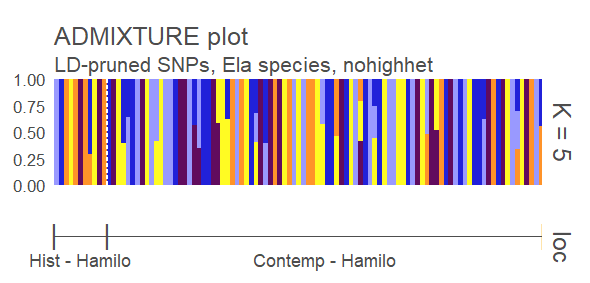 ADMIXTURE plot
LD-pruned SNPs, Ela species, nohighhet
1.00
0.75
0.50
0.25
0.00
K = 5
loc
Hist - Hamilo
Contemp - Hamilo